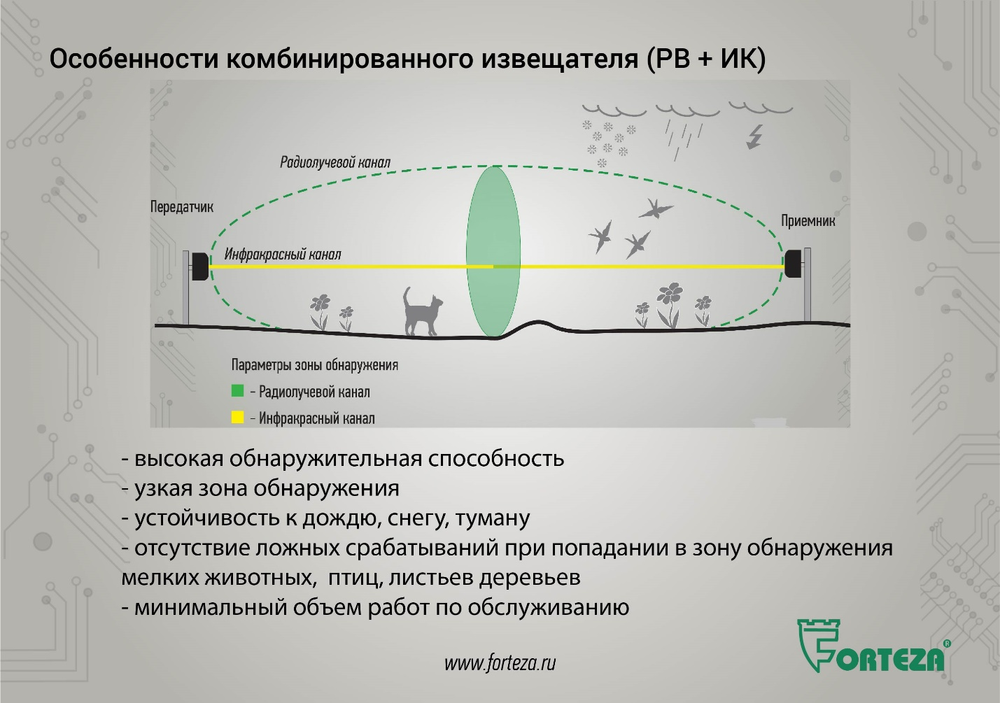 Особенности комбинированного извещателя (РВ + ИК)
Радиолучевой канал
Передатчик
Приемник
Инфракрасный канал
Параметры зоны обнаружения
- Радиолучевой канал
- Инфракрасный канал
- высокая обнаружительная способность
- узкая зона обнаружения
- устойчивость к дождю, снегу, туману
- отсутствие ложных срабатываний при попадании в зону обнаружения
мелких животных, птиц, листьев деревьев
- минимальный объем работ по обслуживанию
www.forteza.ru
FORTEZA®